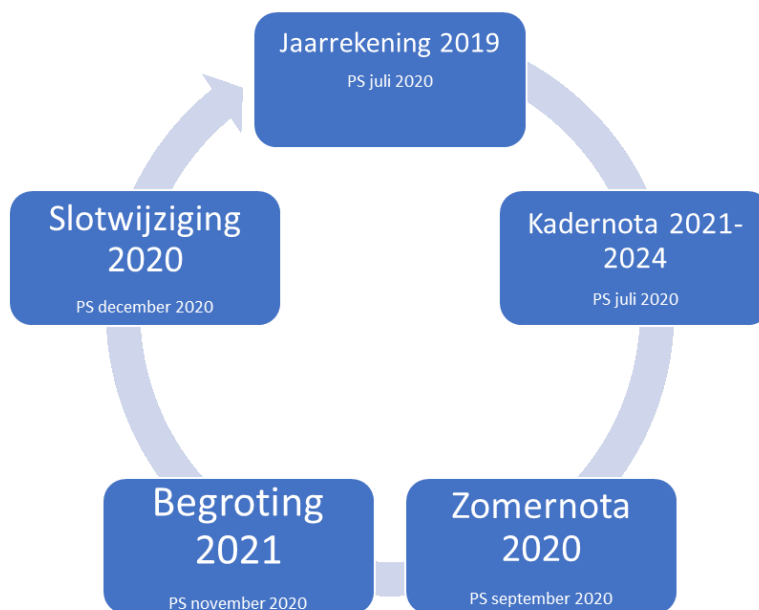 Jaarrekening 2019
PS juli 2020
Kadernota 2021-
2024
PS juli 2020
Zomernota
2020
PS september 2020
Begroting
2021
PS november 2020
Slotwijziging
2020
PS december 2020